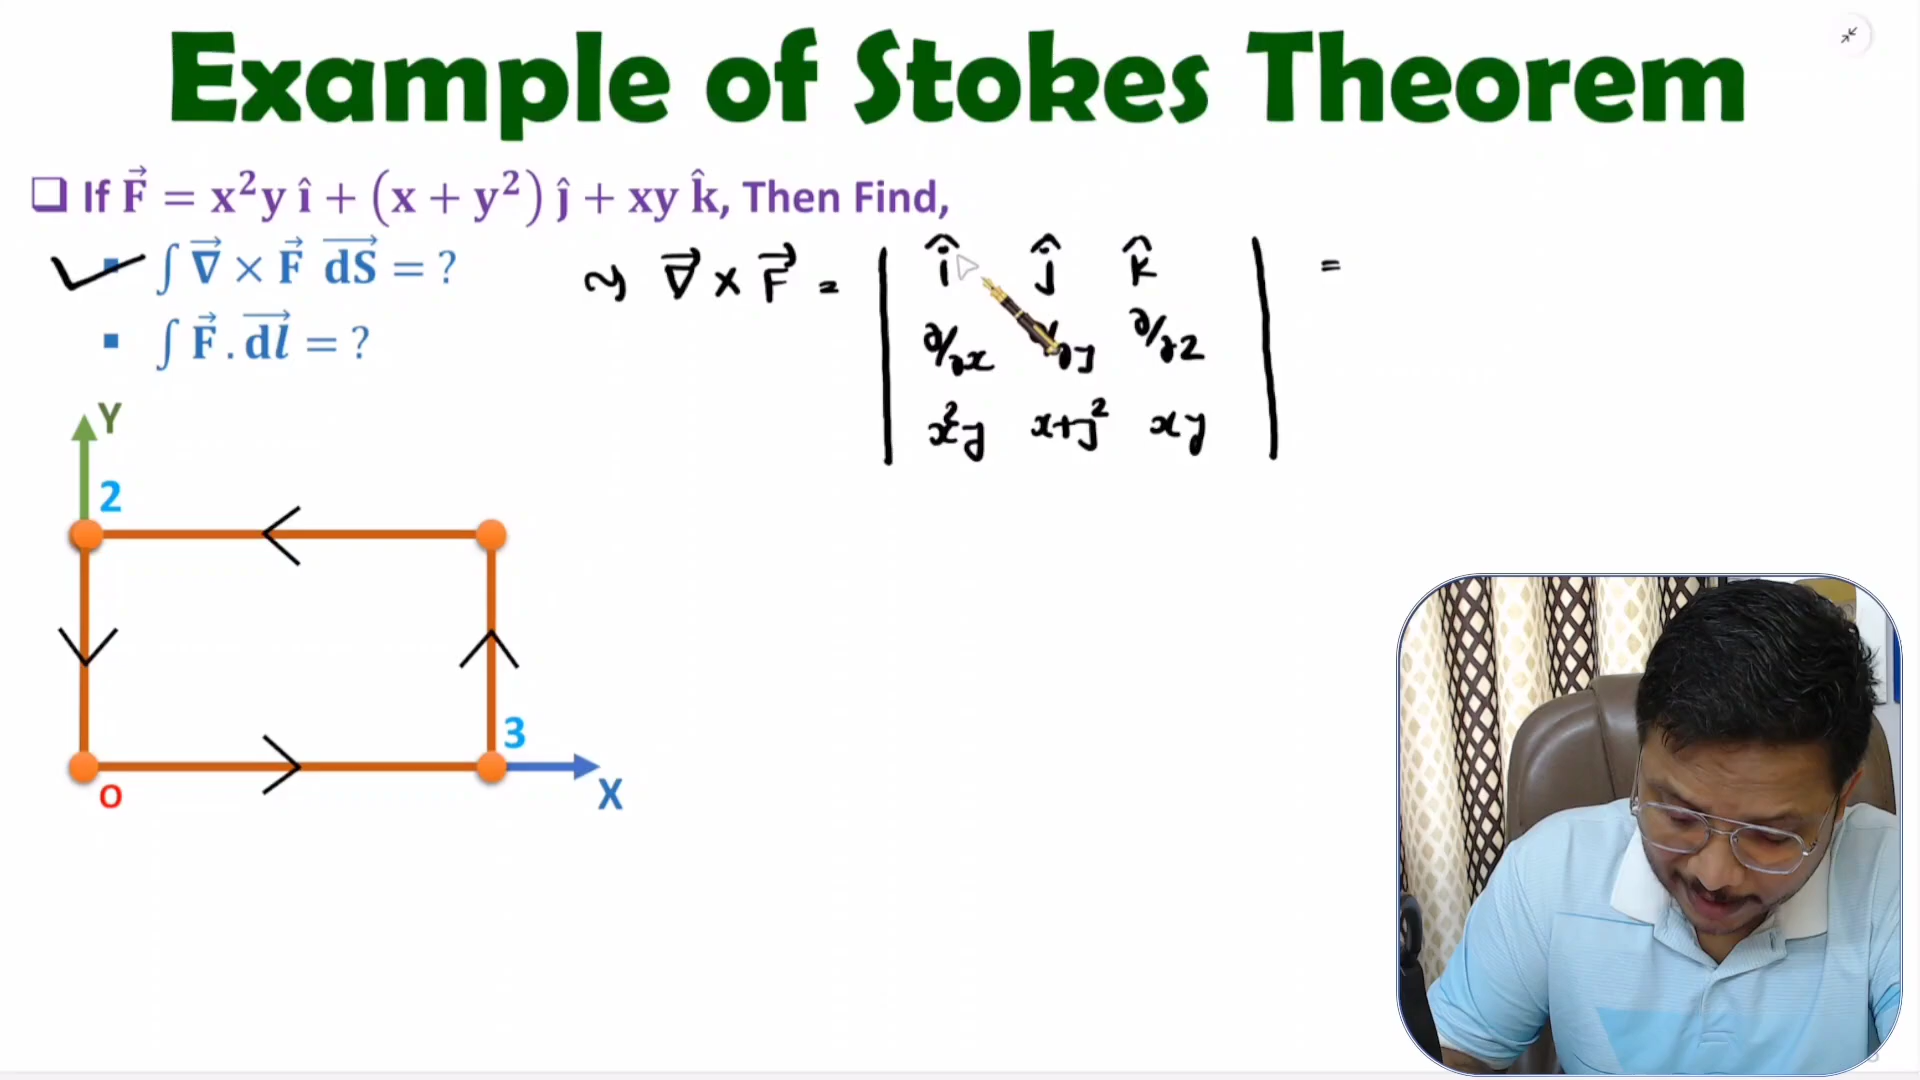 Example of Stokes Theorem
❑ If F⃗ = x²y î + (x + y²) ĵ + xy k̂, Then Find,
▪ ∫ ∇⃗ × F⃗ dS⃗ = ?
▪ ∫ F⃗ . dl⃗ = ?
∇⃗ × F⃗ = | î ĵ k̂ | =
∂/∂x /∂y ∂/∂z
x²y x+y² xy
Y
2
3
O
X